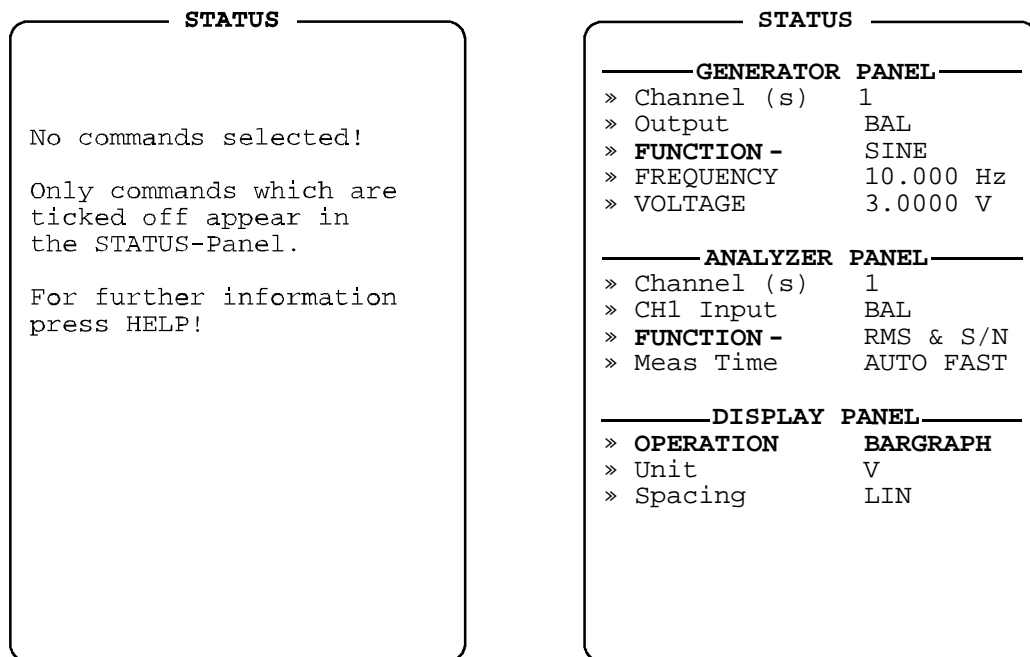 STATUS
No commands selected!
Only commands which are
ticked off appear in
the STATUS-Panel.
For further information
press HELP!
STATUS
GENERATOR PANEL
» Channel (s) 1
» Output BAL
» FUNCTION - SINE
» FREQUENCY 10.000 Hz
» VOLTAGE 3.0000 V
ANALYZER PANEL
» Channel (s) 1
» CH1 Input BAL
» FUNCTION - RMS & S/N
» Meas Time AUTO FAST
DISPLAY PANEL
» OPERATION BARGRAPH
» Unit V
» Spacing LIN